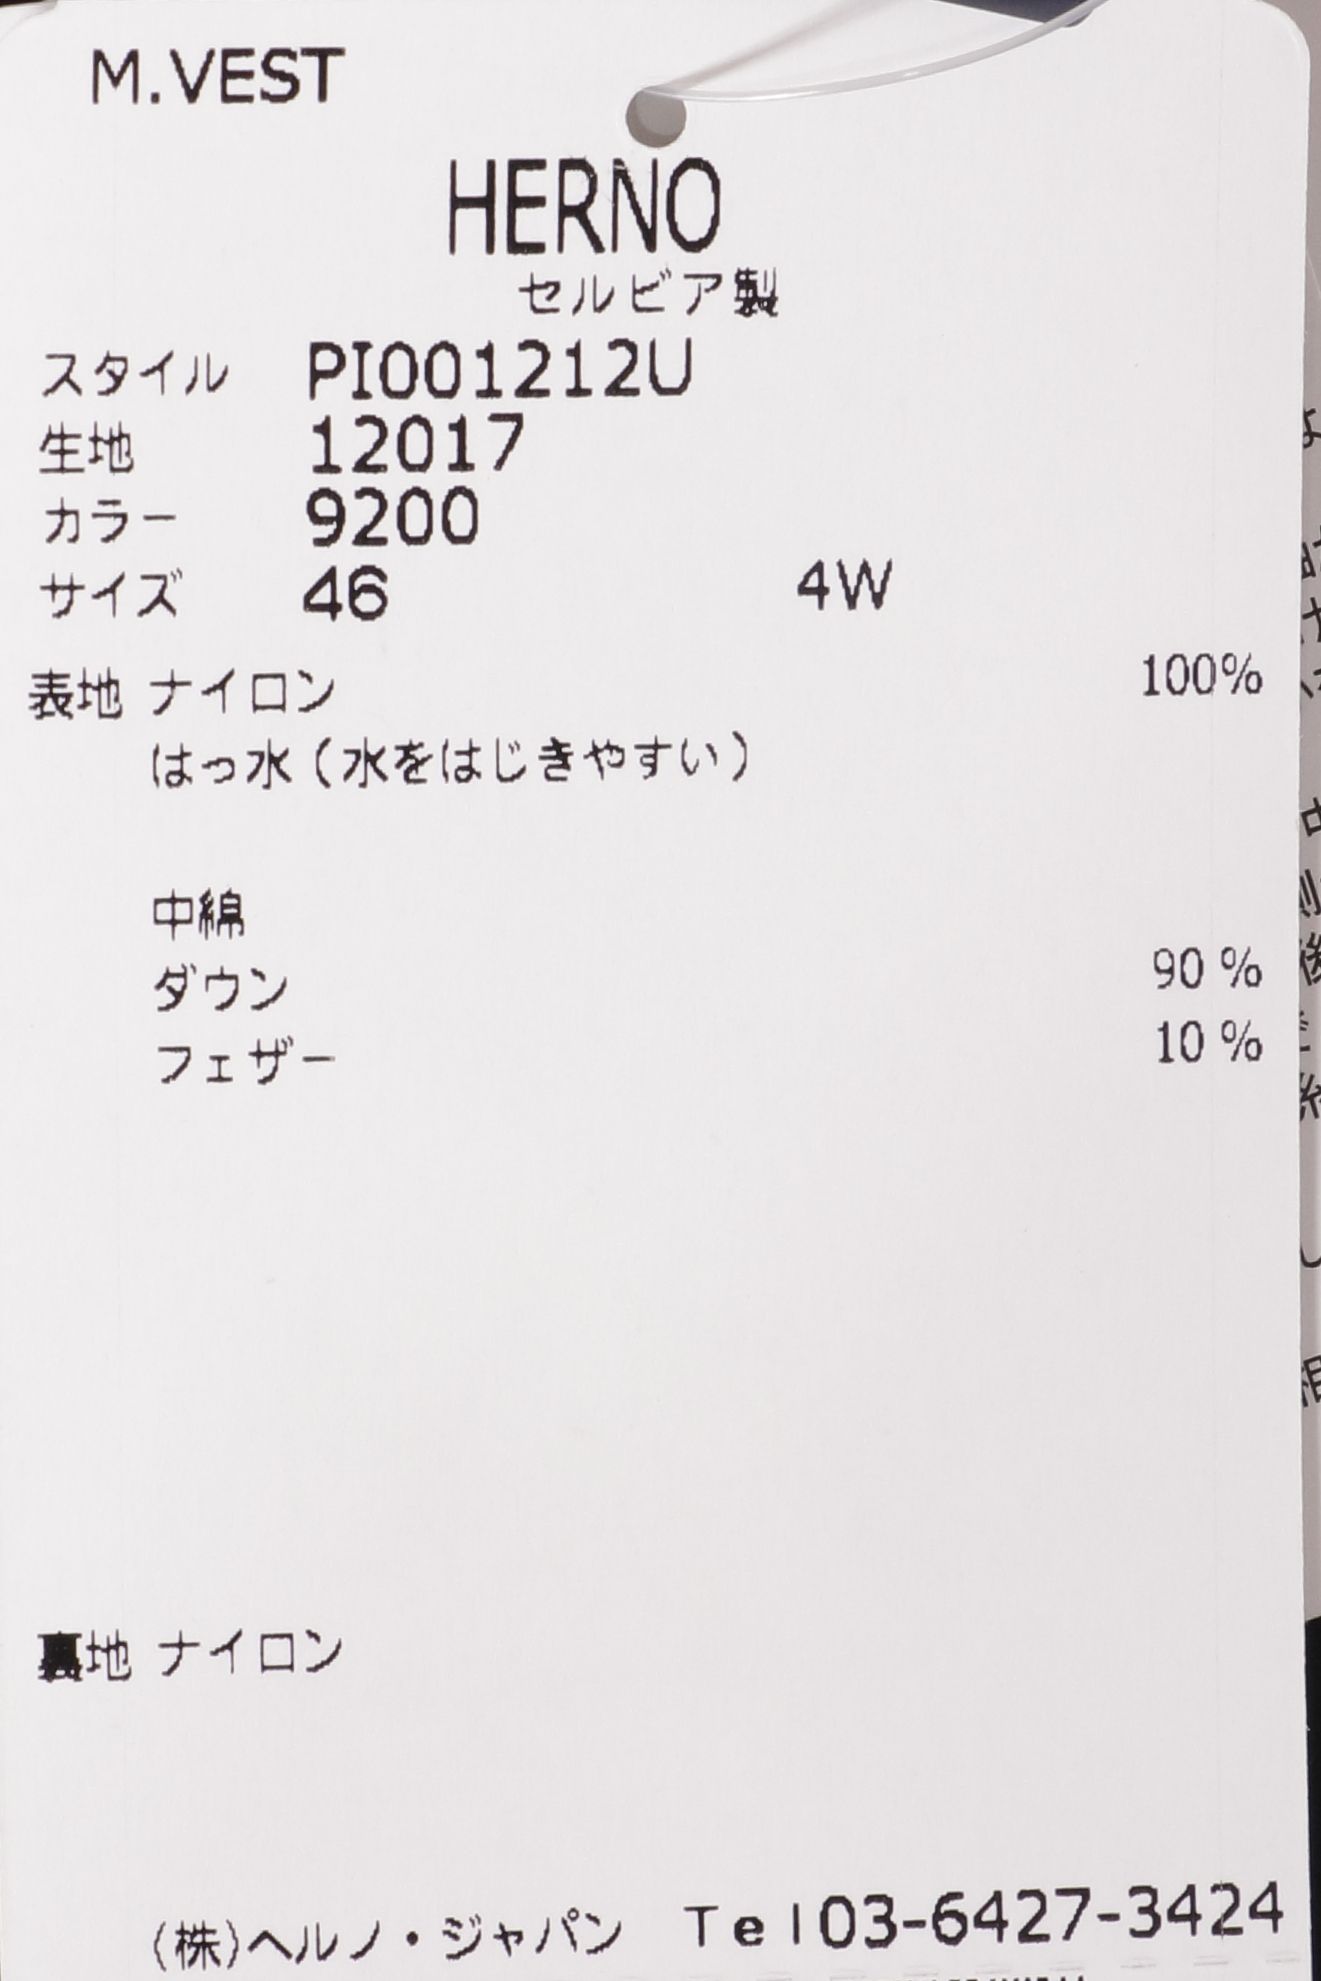 M.VEST
HERNO
セルビア製
スタイル PI001212U
生地 12017
カラー 9200
サイズ 46 4W
表地 ナイロン 100%
はっ水(水をはじきやすい)
中綿
ダウン 90%
フェザー 10%
裏地 ナイロン
(株)ヘルノ・ジャパン Tel03-6427-3424